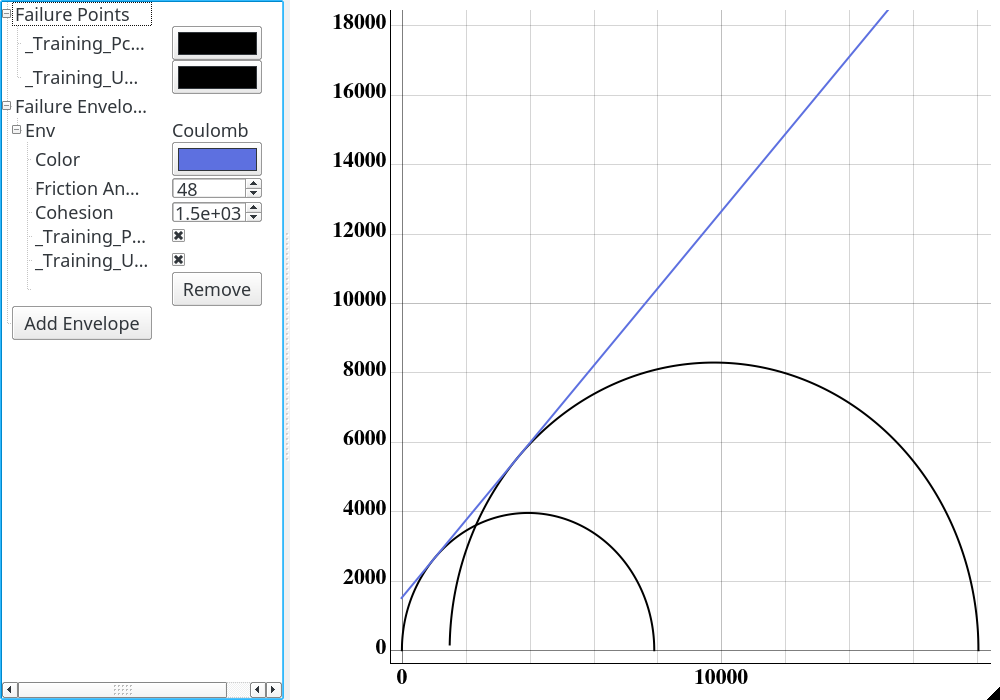 Failure Points
_Training_Pc...
_Training_U...
Failure Envelo...
Env Coulomb
Color
Friction An... 48
Cohesion 1.5e+03
_Training_P...
_Training_U...
Remove
Add Envelope
18000
16000
14000
12000
10000
8000
6000
4000
2000
0
0 10000